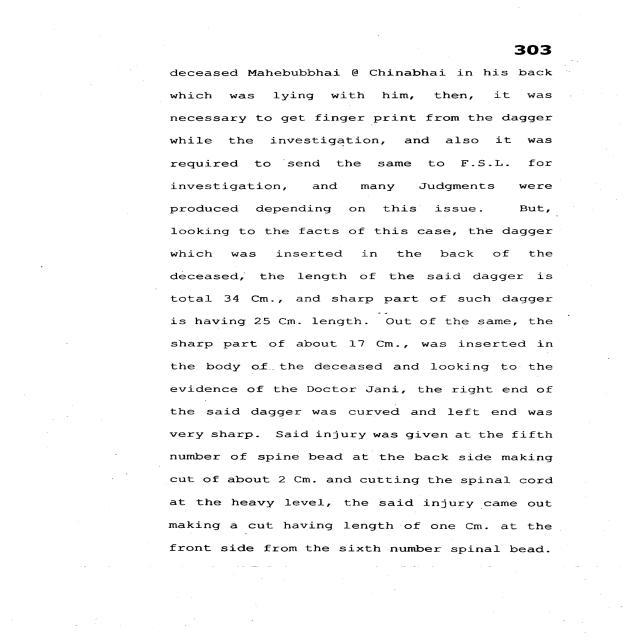 303
deceased Mahebubbhai @ Chinabhai in his back
which was lying with him, then, it was
necessary to get finger print from the dagger
while the investigation, and also it was
required to send the same to F.S.L. for
investigation, and many Judgments were
produced depending on this issue. But,
looking to the facts of this case, the dagger
which was inserted in the back of the
deceased, the length of the said dagger is
total 34 Cm., and sharp part of such dagger
is having 25 Cm. length. Out of the same, the
sharp part of about 17 Cm., was inserted in
the body of the deceased and looking to the
evidence of the Doctor Jani, the right end of
the said dagger was curved and left end was
very sharp. Said injury was given at the fifth
number of spine bead at the back side making
cut of about 2 Cm. and cutting the spinal cord
at the heavy level, the said injury came out
making a cut having length of one Cm. at the
front side from the sixth number spinal bead.